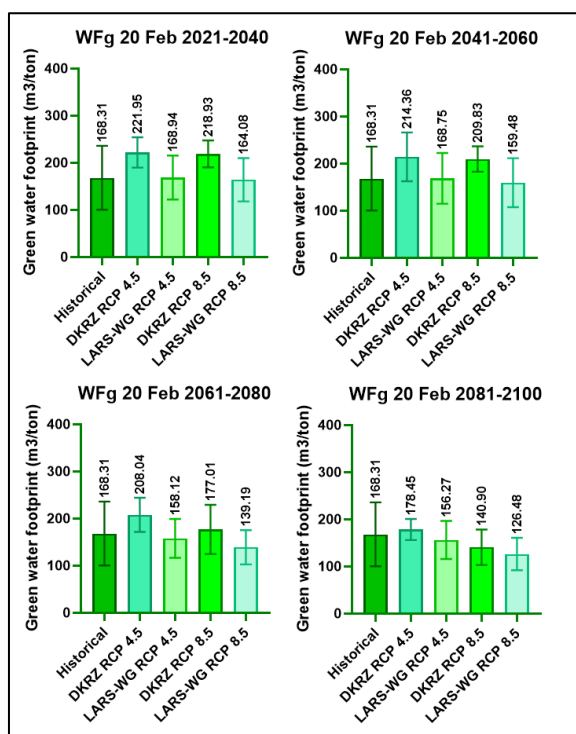 WFg 20 Feb 2021-2040
Green water footprint (m3/ton)
400
300
200
100
0
168.31
221.95
168.94
218.93
164.08
Historical
DKRZ RCP 4.5
LARS-WG RCP 4.5
DKRZ RCP 8.5
LARS-WG RCP 8.5
WFg 20 Feb 2041-2060
Green water footprint (m3/ton)
400
300
200
100
0
168.31
214.36
168.75
209.83
159.48
Historical
DKRZ RCP 4.5
LARS-WG RCP 4.5
DKRZ RCP 8.5
LARS-WG RCP 8.5
WFg 20 Feb 2061-2080
Green water footprint (m3/ton)
400
300
200
100
0
168.31
208.04
158.12
177.01
139.19
Historical
DKRZ RCP 4.5
LARS-WG RCP 4.5
DKRZ RCP 8.5
LARS-WG RCP 8.5
WFg 20 Feb 2081-2100
Green water footprint (m3/ton)
400
300
200
100
0
168.31
178.45
156.27
140.90
126.48
Historical
DKRZ RCP 4.5
LARS-WG RCP 4.5
DKRZ RCP 8.5
LARS-WG RCP 8.5